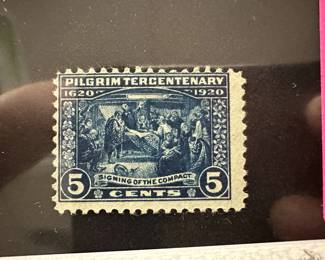 PILGRIM TERCENTENARY
1620 1920
SIGNING OF THE COMPACT
5 CENTS 5